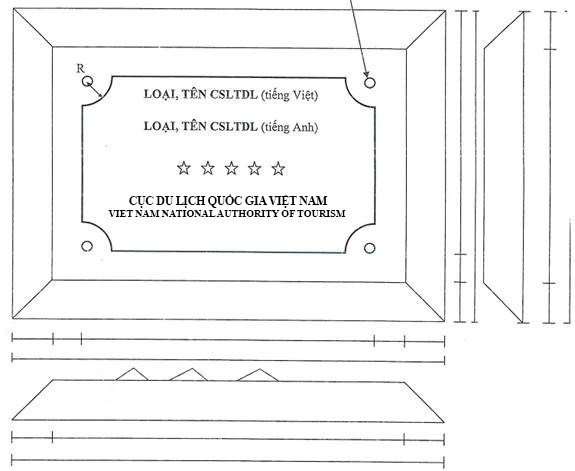 R
LOẠI, TÊN CSLTDL (tiếng Việt)
LOẠI, TÊN CSLTDL (tiếng Anh)
CỤC DU LỊCH QUỐC GIA VIỆT NAM
VIET NAM NATIONAL AUTHORITY OF TOURISM